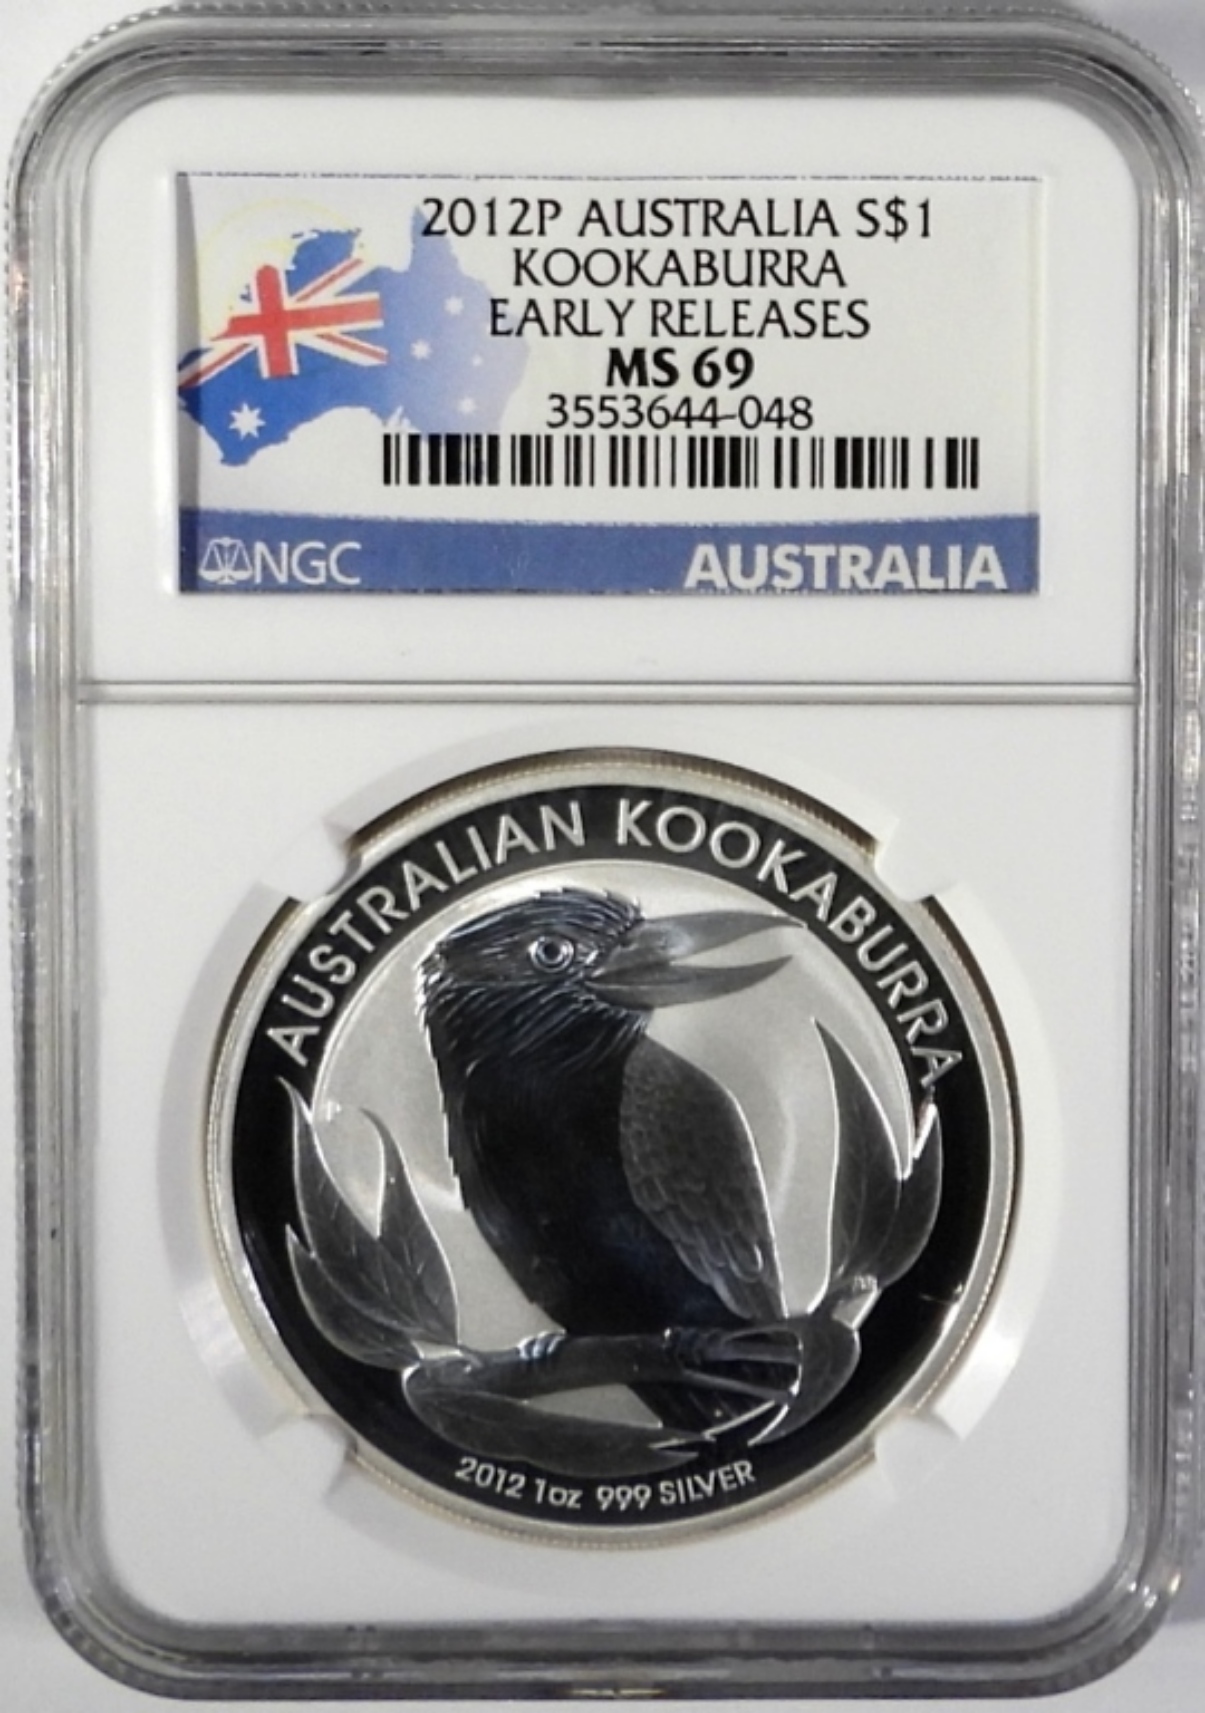 2012P AUSTRALIA S$1
KOOKABURRA
EARLY RELEASES
MS 69
3553644-048
NGC
AUSTRALIA
AUSTRALIAN KOOKABURRA
2012 1oz 999 SILVER